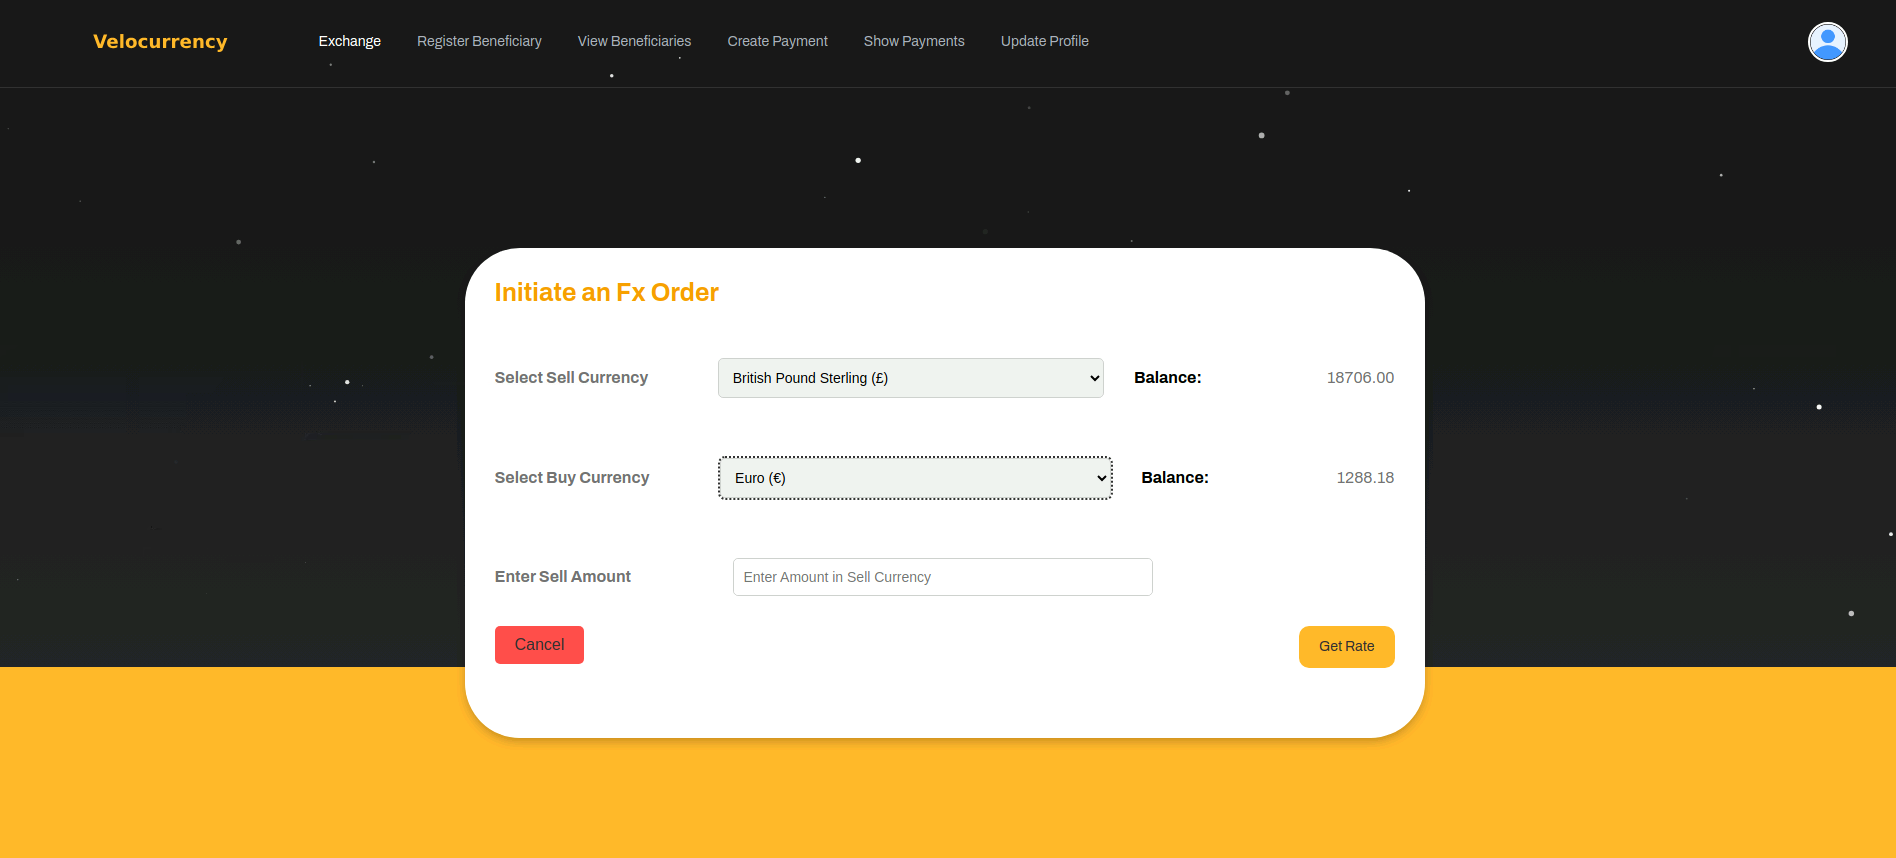 Velocurrency Exchange Register Beneficiary View Beneficiaries Create Payment Show Payments Update Profile
Initiate an Fx Order
Select Sell Currency British Pound Sterling (£) Balance: 18706.00
Select Buy Currency Euro (€) Balance: 1288.18
Enter Sell Amount Enter Amount in Sell Currency
Cancel Get Rate